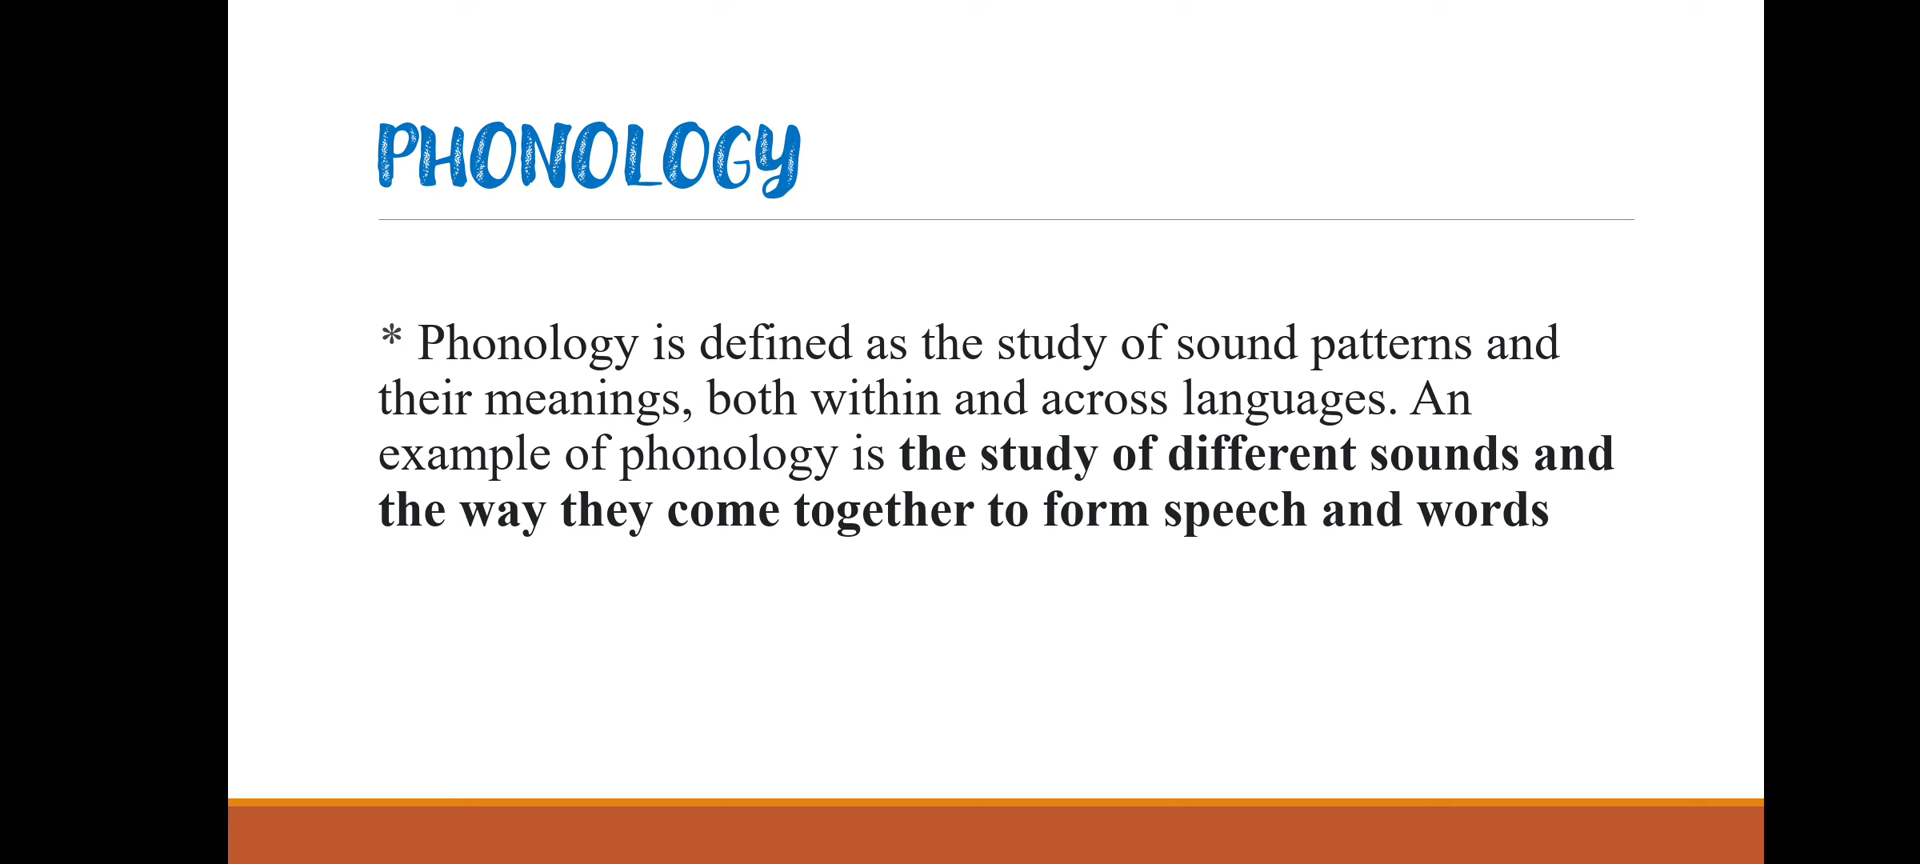 PHONOLOGY
* Phonology is defined as the study of sound patterns and
their meanings, both within and across languages. An
example of phonology is the study of different sounds and
the way they come together to form speech and words